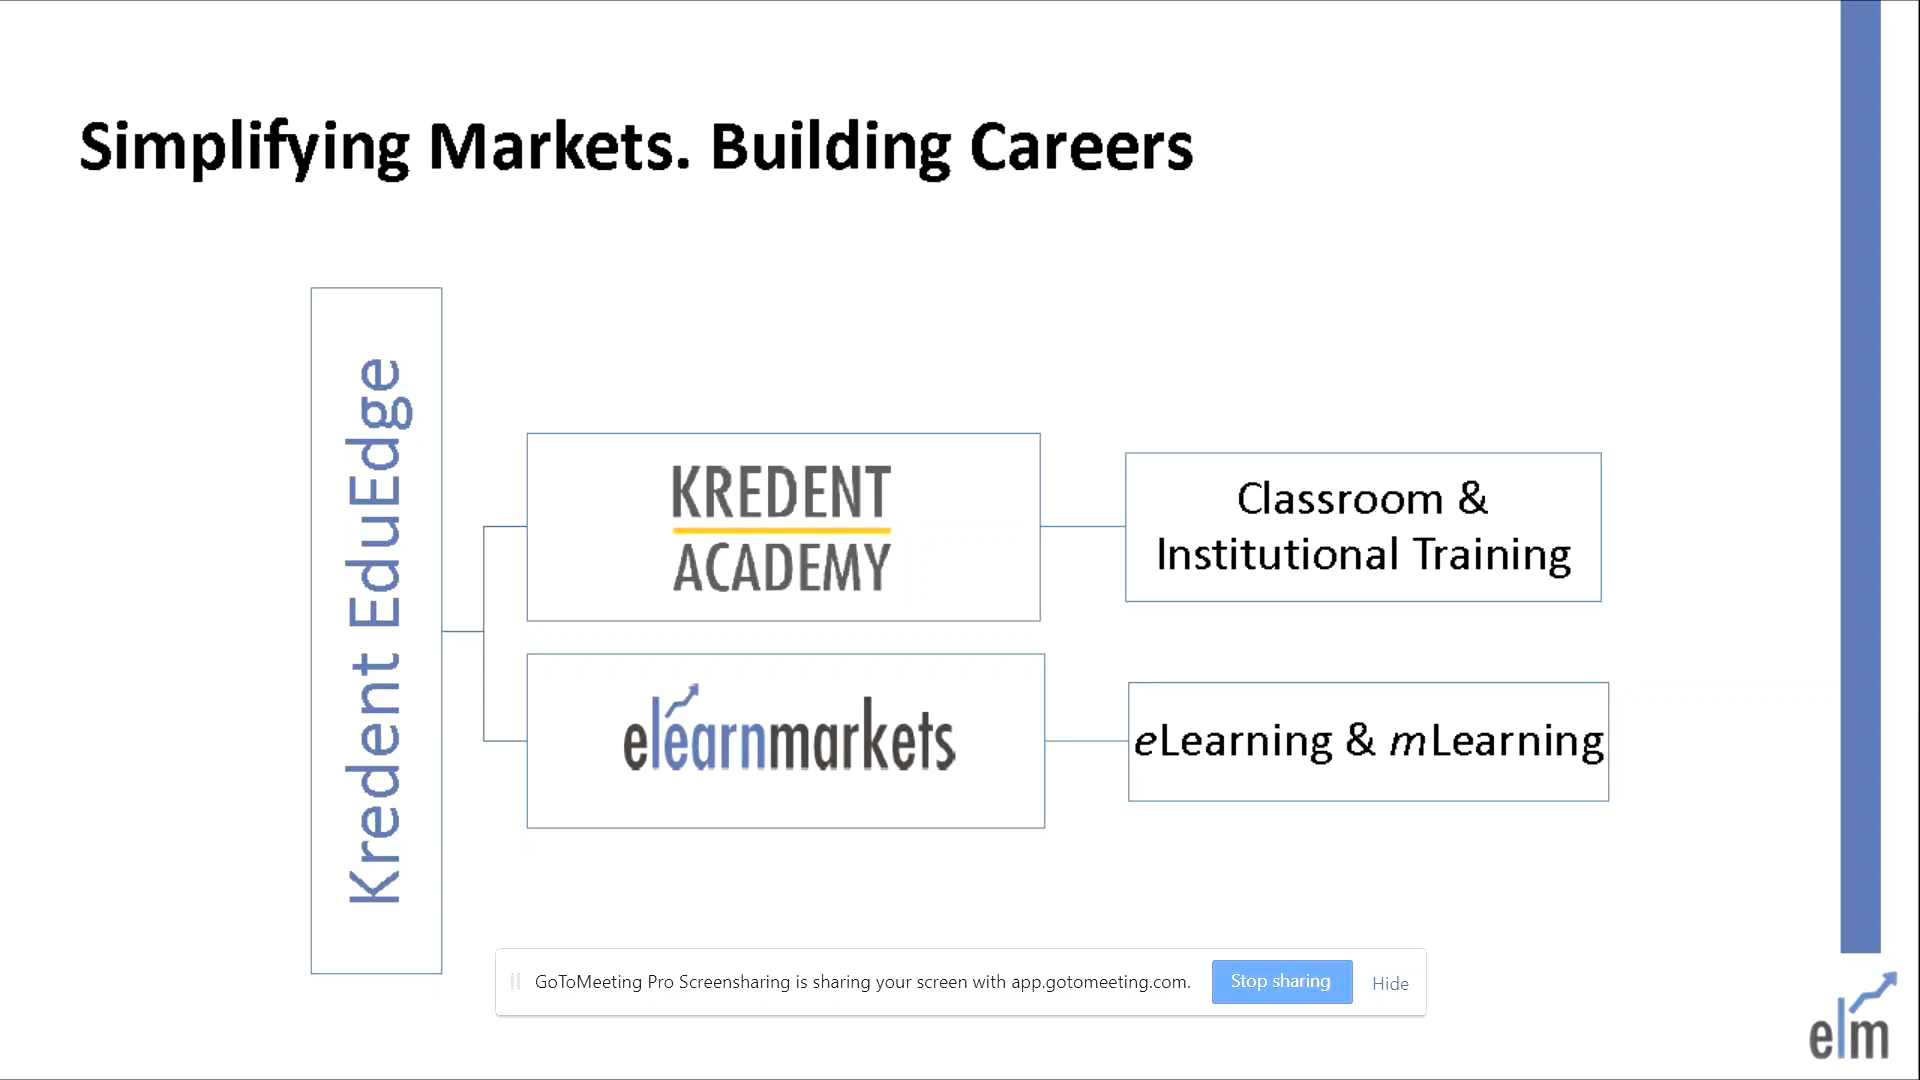 Simplifying Markets. Building Careers
Kredent EduEdge
KREDENT
ACADEMY
Classroom &
Institutional Training
elearnmarkets
eLearning & mLearning
GoToMeeting Pro Screensharing is sharing your screen with app.gotomeeting.com.
Stop sharing
Hide
elm